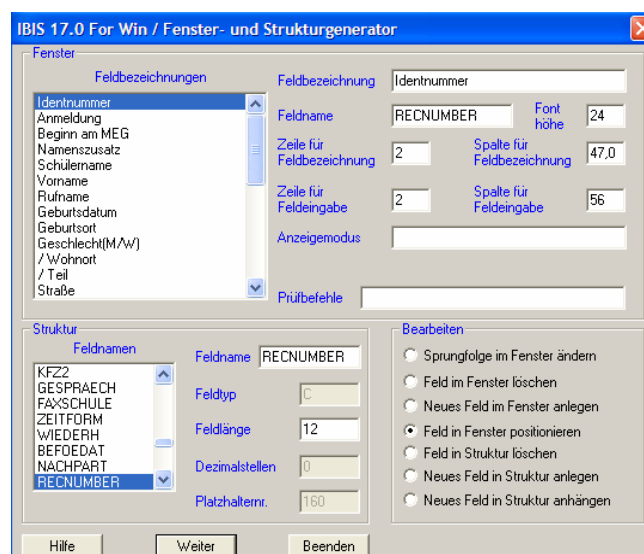 IBIS 17.0 For Win / Fenster- und Strukturgenerator
Fenster
Feldbezeichnungen
Identnummer
Anmeldung
Beginn am MEG
Namenszusatz
Schülername
Vorname
Rufname
Geburtsdatum
Geburtsort
Geschlecht(M/W)
/ Wohnort
/ Teil
Straße
Feldbezeichnung Identnummer
Feldname RECNUMBER Font höhe 24
Zeile für Feldbezeichnung 2 Spalte für Feldbezeichnung 47,0
Zeile für Feldeingabe 2 Spalte für Feldeingabe 56
Anzeigemodus
Prüfbefehle
Struktur
Feldnamen
KFZ2
GESPRAECH
FAXSCHULE
ZEITFORM
WIEDERH
BEFOEDAT
NACHPART
RECNUMBER
Feldname RECNUMBER
Feldtyp C
Feldlänge 12
Dezimalstellen 0
Platzhalternr. 160
Bearbeiten
Sprungfolge im Fenster ändern
Feld im Fenster löschen
Neues Feld im Fenster anlegen
Feld in Fenster positionieren
Feld in Struktur löschen
Neues Feld in Struktur anlegen
Neues Feld in Struktur anhängen
Hilfe Weiter Beenden